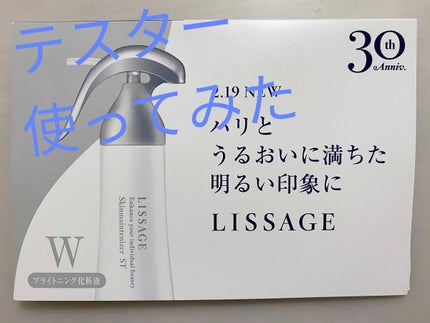 テスター
使ってみた
30th
Anniv.
2.19 NEW
ハリと
うるおいに満ちた
明るい印象に
LISSAGE
LISSAGE
Enhance your individual beauty
Skinmaintenizer ST
W
ブライトニング化粧液